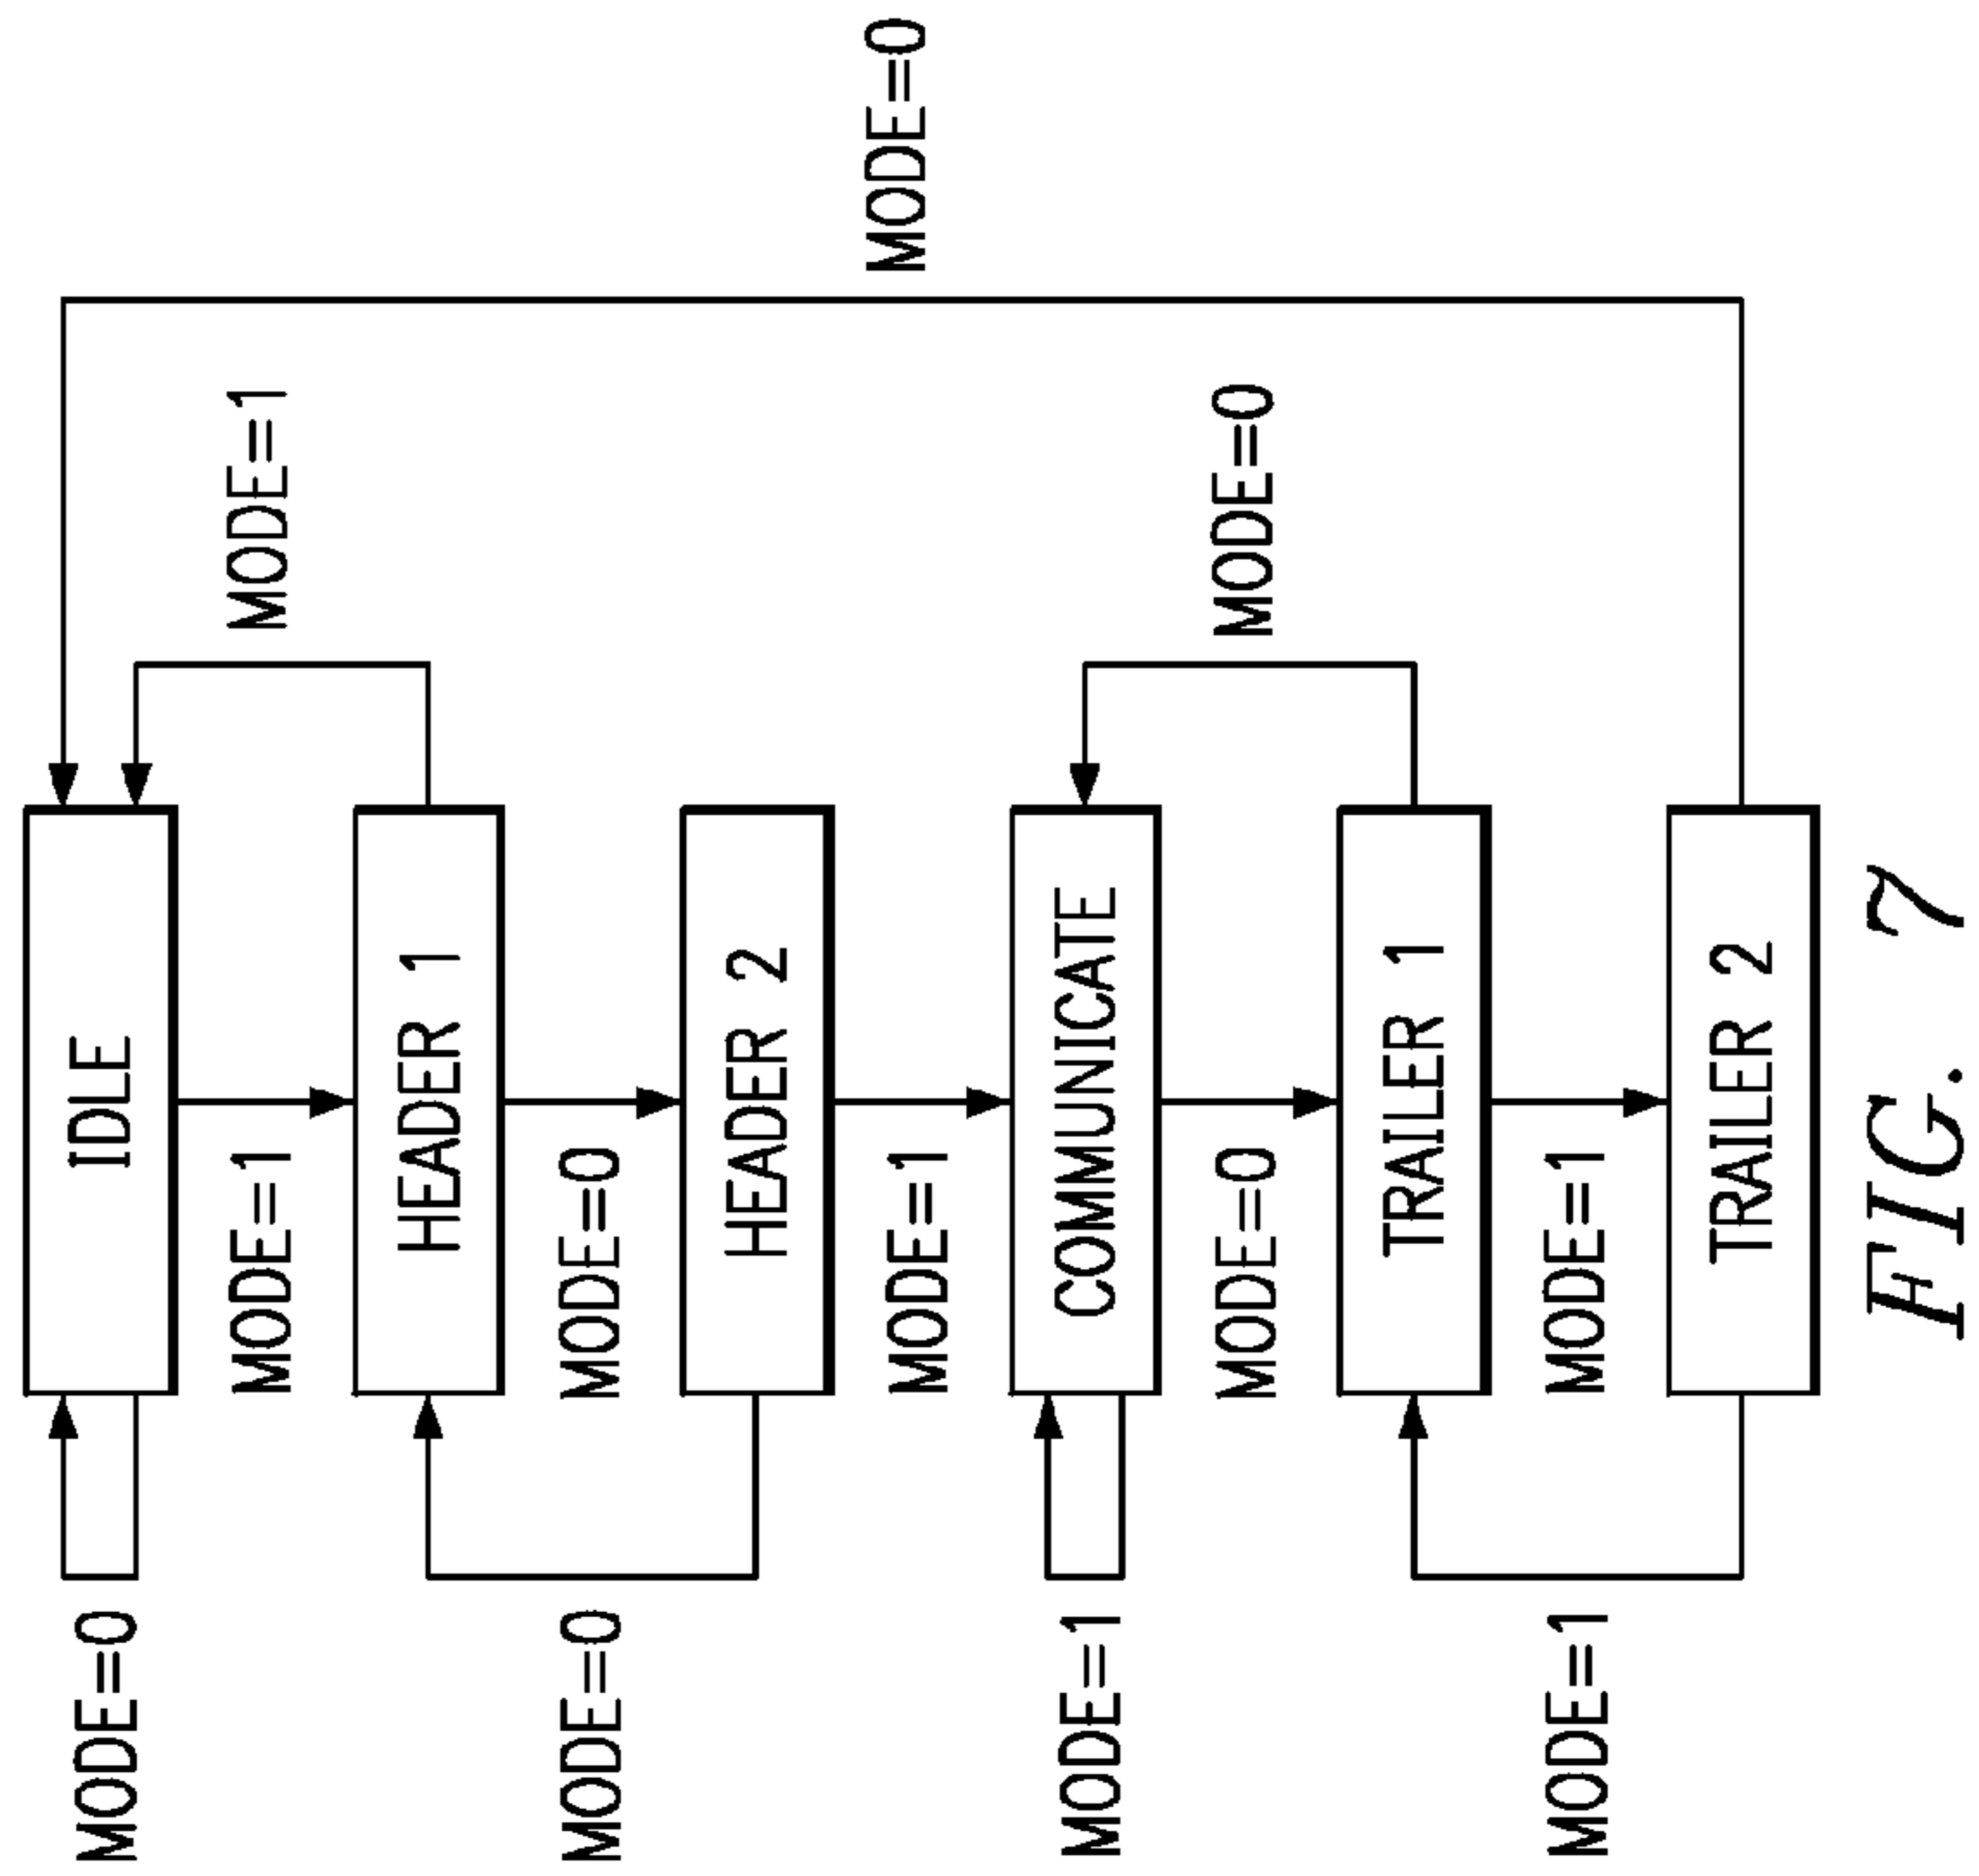 MODE=0
IDLE
MODE=1
MODE=1
HEADER 1
MODE=0
MODE=0
HEADER 2
MODE=1
MODE=0
MODE=1
COMMUNICATE
MODE=0
MODE=0
TRAILER 1
MODE=1
MODE=1
TRAILER 2
FIG. 7